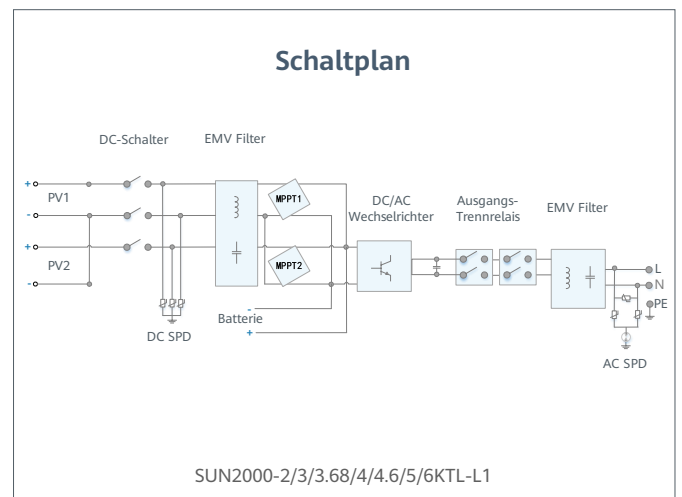 Schaltplan
DC-Schalter
EMV Filter
+
PV1
-
+
PV2
-
MPPT1
MPPT2
DC/AC
Wechselrichter
Ausgangs-
Trennrelais
EMV Filter
L
N
PE
-
Batterie
+
DC SPD
AC SPD
SUN2000-2/3/3.68/4/4.6/5/6KTL-L1